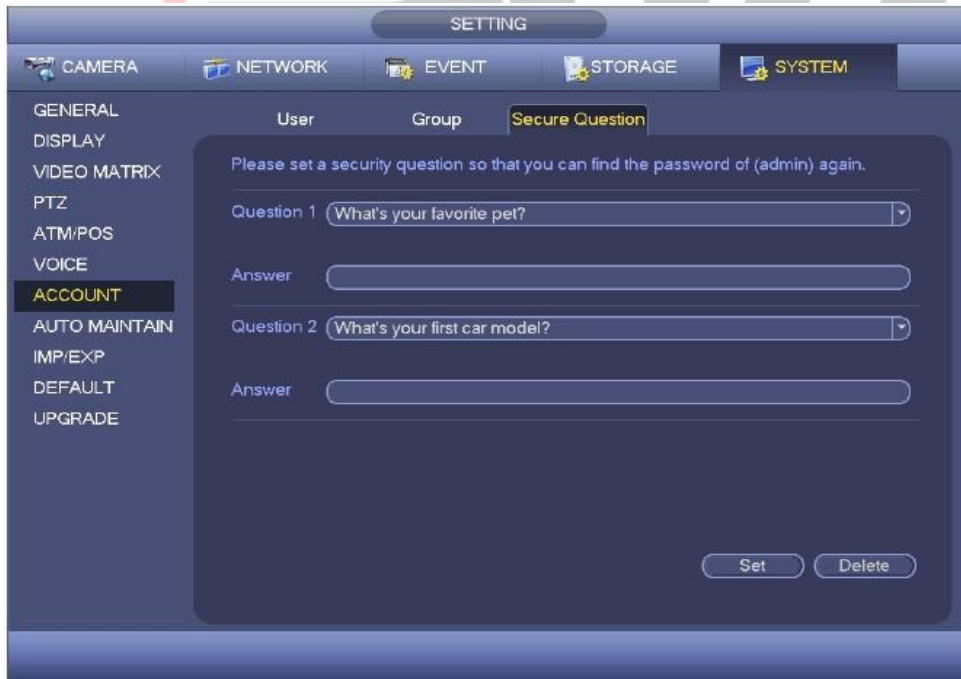 SETTING
CAMERA NETWORK EVENT STORAGE SYSTEM
GENERAL
DISPLAY
VIDEO MATRIX
PTZ
ATM/POS
VOICE
ACCOUNT
AUTO MAINTAIN
IMP/EXP
DEFAULT
UPGRADE
User Group Secure Question
Please set a security question so that you can find the password of (admin) again.
Question 1 What's your favorite pet?
Answer
Question 2 What's your first car model?
Answer
Set Delete